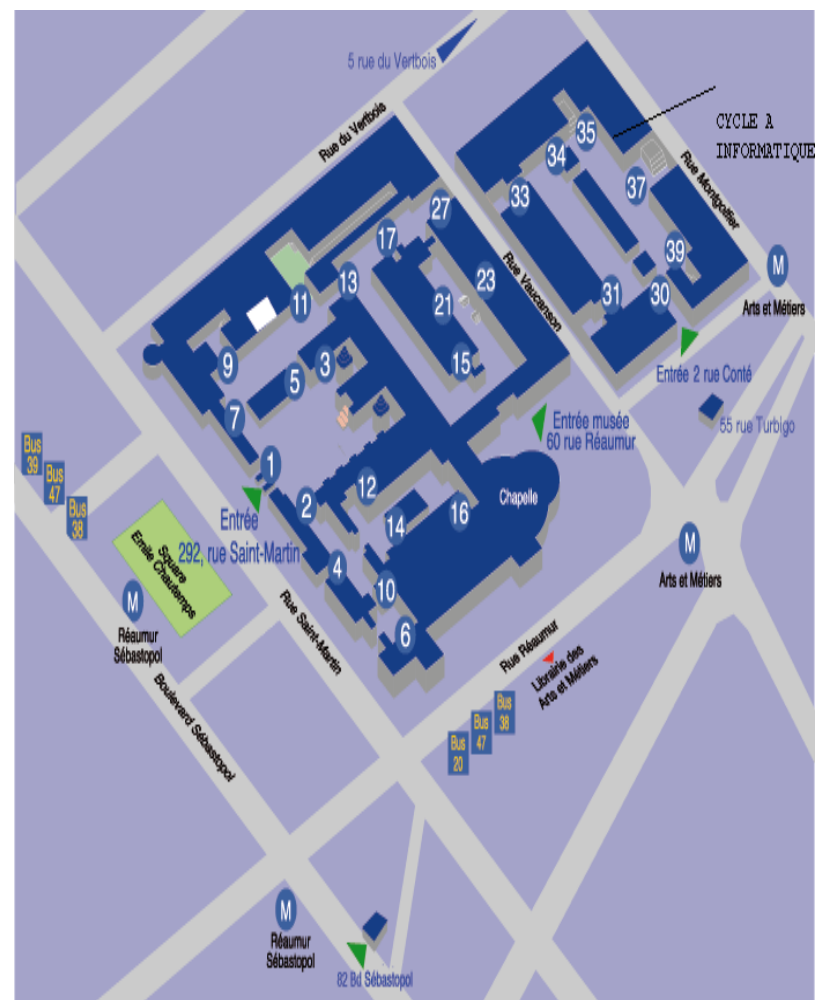 5 rue du Vertbois
Rue du Vertbois
35
CYCLE A
INFORMATIQUE
34
37
Rue Montgolfier
33
27
17
39
23
Rue Vaucanson
M
Arts et Métiers
13
11
21
31
30
9
3
5
15
Entrée 2 rue Conté
7
Entrée musée
60 rue Réaumur
55 rue Turbigo
Bus
39
Bus
47
Bus
38
1
12
2
Chapelle
16
14
Entrée
292, rue Saint-Martin
Square
Emile Chautemps
M
Arts et Métiers
4
10
6
M
Réaumur
Sébastopol
Rue Saint-Martin
Rue Réaumur
Librairie des
Arts et Métiers
Boulevard Sébastopol
Bus
38
Bus
47
Bus
20
M
Réaumur
Sébastopol
82 Bd Sébastopol